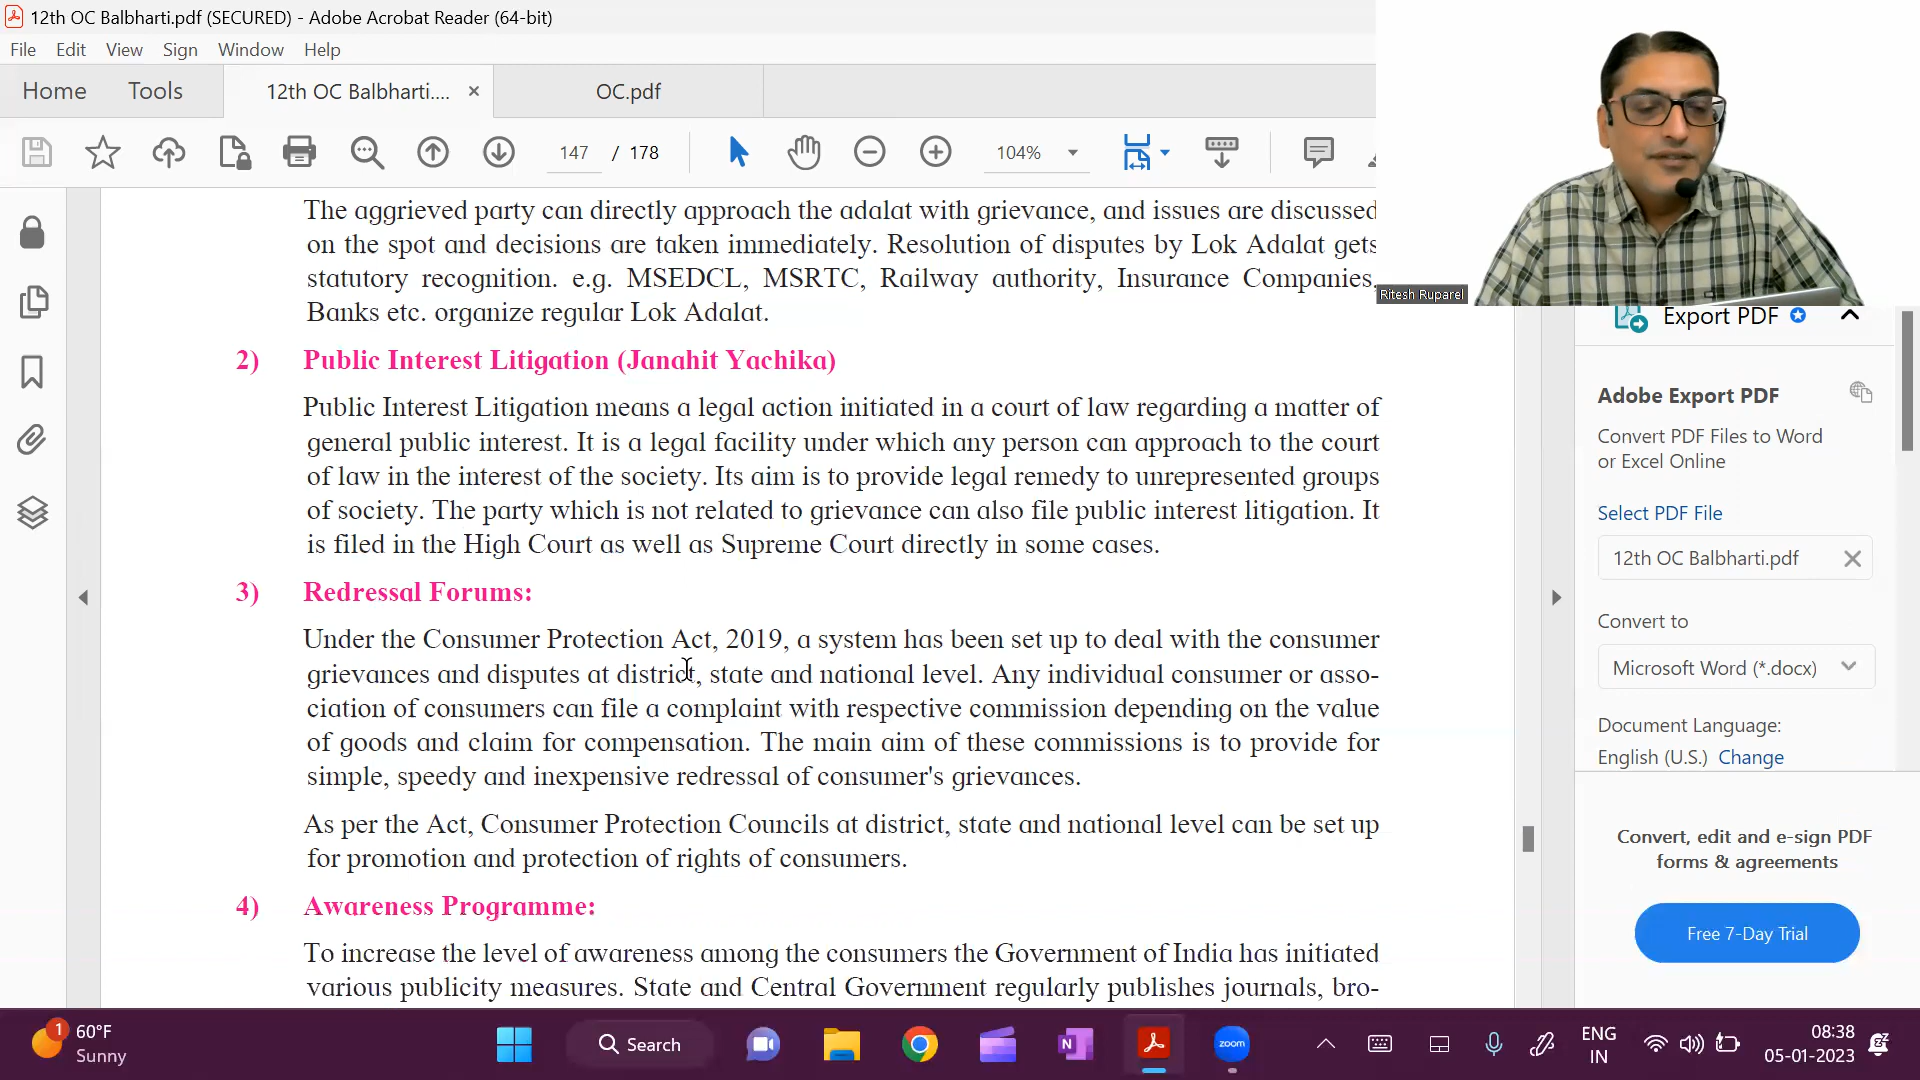 12th OC Balbharti.pdf (SECURED) - Adobe Acrobat Reader (64-bit)
File Edit View Sign Window Help
Home Tools 12th OC Balbharti.... × OC.pdf
147 / 178 104%
The aggrieved party can directly approach the adalat with grievance, and issues are discussed
on the spot and decisions are taken immediately. Resolution of disputes by Lok Adalat gets
statutory recognition. e.g. MSEDCL, MSRTC, Railway authority, Insurance Companies,
Banks etc. organize regular Lok Adalat.
2) Public Interest Litigation (Janahit Yachika)
Public Interest Litigation means a legal action initiated in a court of law regarding a matter of
general public interest. It is a legal facility under which any person can approach to the court
of law in the interest of the society. Its aim is to provide legal remedy to unrepresented groups
of society. The party which is not related to grievance can also file public interest litigation. It
is filed in the High Court as well as Supreme Court directly in some cases.
3) Redressal Forums:
Under the Consumer Protection Act, 2019, a system has been set up to deal with the consumer
grievances and disputes at district, state and national level. Any individual consumer or asso-
ciation of consumers can file a complaint with respective commission depending on the value
of goods and claim for compensation. The main aim of these commissions is to provide for
simple, speedy and inexpensive redressal of consumer's grievances.
As per the Act, Consumer Protection Councils at district, state and national level can be set up
for promotion and protection of rights of consumers.
4) Awareness Programme:
To increase the level of awareness among the consumers the Government of India has initiated
various publicity measures. State and Central Government regularly publishes journals, bro-
Ritesh Ruparel
Export PDF
Adobe Export PDF
Convert PDF Files to Word
or Excel Online
Select PDF File
12th OC Balbharti.pdf
Convert to
Microsoft Word (*.docx)
Document Language:
English (U.S.) Change
Convert, edit and e-sign PDF
forms & agreements
Free 7-Day Trial
1
60°F
Sunny
Search
N
zoom
ENG
IN
08:38
05-01-2023